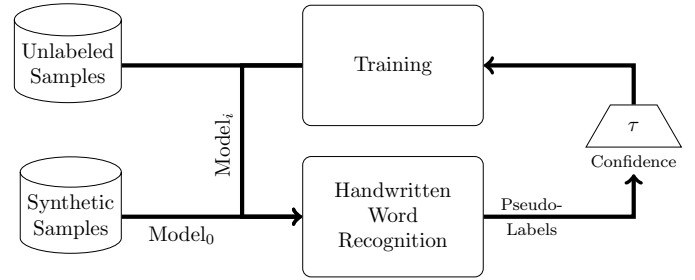 Unlabeled
Samples
Training
τ
Confidence
Model_i
Synthetic
Samples
Model_0
Handwritten
Word
Recognition
Pseudo-
Labels